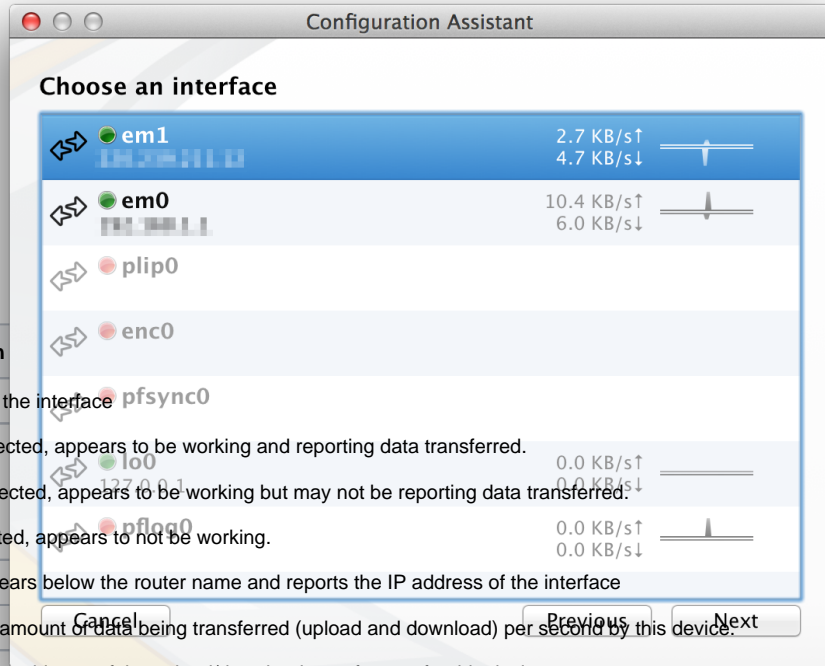 Configuration Assistant
Choose an interface
em1
2.7 KB/s↑
4.7 KB/s↓
em0
10.4 KB/s↑
6.0 KB/s↓
plip0
enc0
pfsync0
the interface
appears to be working and reporting data transferred.
lo0
0.0 KB/s↑
127.0.0.1
0.0 KB/s↓
appears to be working but may not be reporting data transferred.
pflog0
0.0 KB/s↑
0.0 KB/s↓
appears to not be working.
below the router name and reports the IP address of the interface
Cancel
Previous
Next
amount of data being transferred (upload and download) per second by this device.